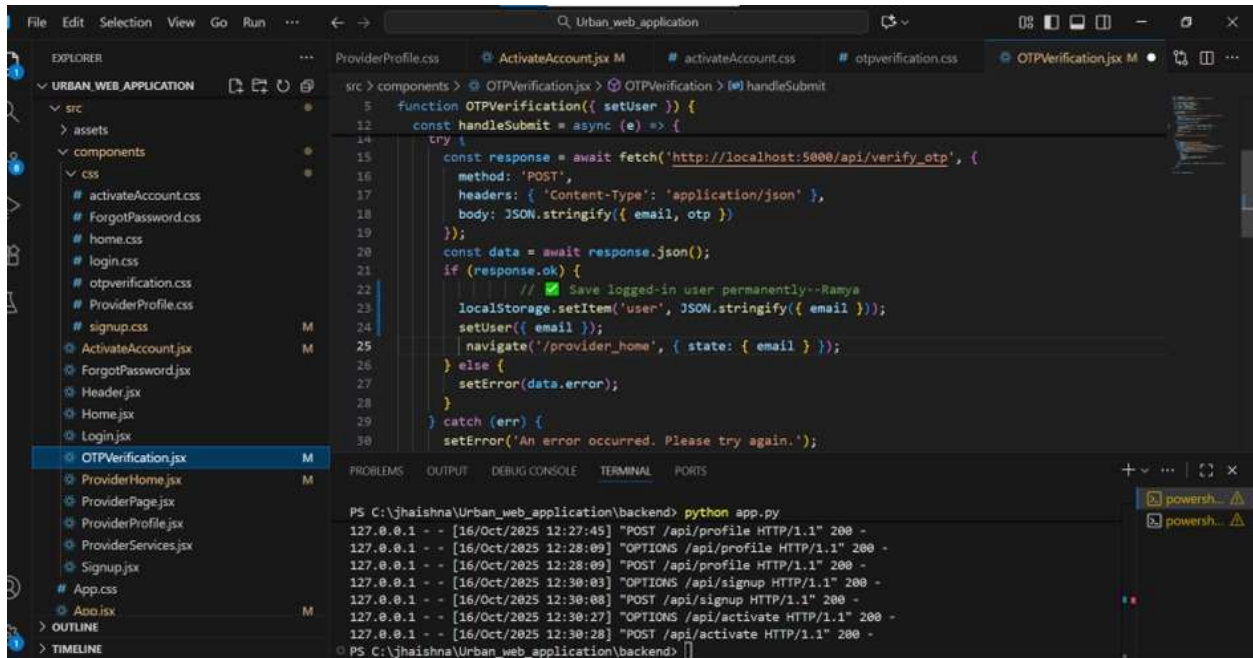 File Edit Selection View Go Run ··· Urban_web_application
EXPLORER
URBAN_WEB_APPLICATION
src
assets
components
css
# activateAccount.css
# ForgotPassword.css
# home.css
# login.css
# otpverification.css
# ProviderProfile.css
# signup.css M
ActivateAccount.jsx M
ForgotPassword.jsx
Header.jsx
Home.jsx
Login.jsx
OTPVerification.jsx M
ProviderHome.jsx M
ProviderPage.jsx
ProviderProfile.jsx
ProviderServices.jsx
Signup.jsx
# App.css
App.jsx M
OUTLINE
TIMELINE
ProviderProfile.css ActivateAccount.jsx M # activateAccount.css # otpverification.css OTPVerification.jsx M
src > components > OTPVerification.jsx > OTPVerification > handleSubmit
5 function OTPVerification({ setUser }) {
12 const handleSubmit = async (e) => {
14 try {
15 const response = await fetch('http://localhost:5000/api/verify_otp', {
16 method: 'POST',
17 headers: { 'Content-Type': 'application/json' },
18 body: JSON.stringify({ email, otp })
19 });
20 const data = await response.json();
21 if (response.ok) {
22 // ✅ Save logged-in user permanently--Ramya
23 localStorage.setItem('user', JSON.stringify({ email }));
24 setUser({ email });
25 navigate('/provider_home', { state: { email } });
26 } else {
27 setError(data.error);
28 }
29 } catch (err) {
30 setError('An error occurred. Please try again.');
PROBLEMS OUTPUT DEBUG CONSOLE TERMINAL PORTS
PS C:\jhaishna\Urban_web_application\backend> python app.py
127.0.0.1 - - [16/Oct/2025 12:27:45] "POST /api/profile HTTP/1.1" 200 -
127.0.0.1 - - [16/Oct/2025 12:28:09] "OPTIONS /api/profile HTTP/1.1" 200 -
127.0.0.1 - - [16/Oct/2025 12:28:09] "POST /api/profile HTTP/1.1" 200 -
127.0.0.1 - - [16/Oct/2025 12:30:03] "OPTIONS /api/signup HTTP/1.1" 200 -
127.0.0.1 - - [16/Oct/2025 12:30:08] "POST /api/signup HTTP/1.1" 200 -
127.0.0.1 - - [16/Oct/2025 12:30:27] "OPTIONS /api/activate HTTP/1.1" 200 -
127.0.0.1 - - [16/Oct/2025 12:30:28] "POST /api/activate HTTP/1.1" 200 -
PS C:\jhaishna\Urban_web_application\backend>
powersh...
powersh...